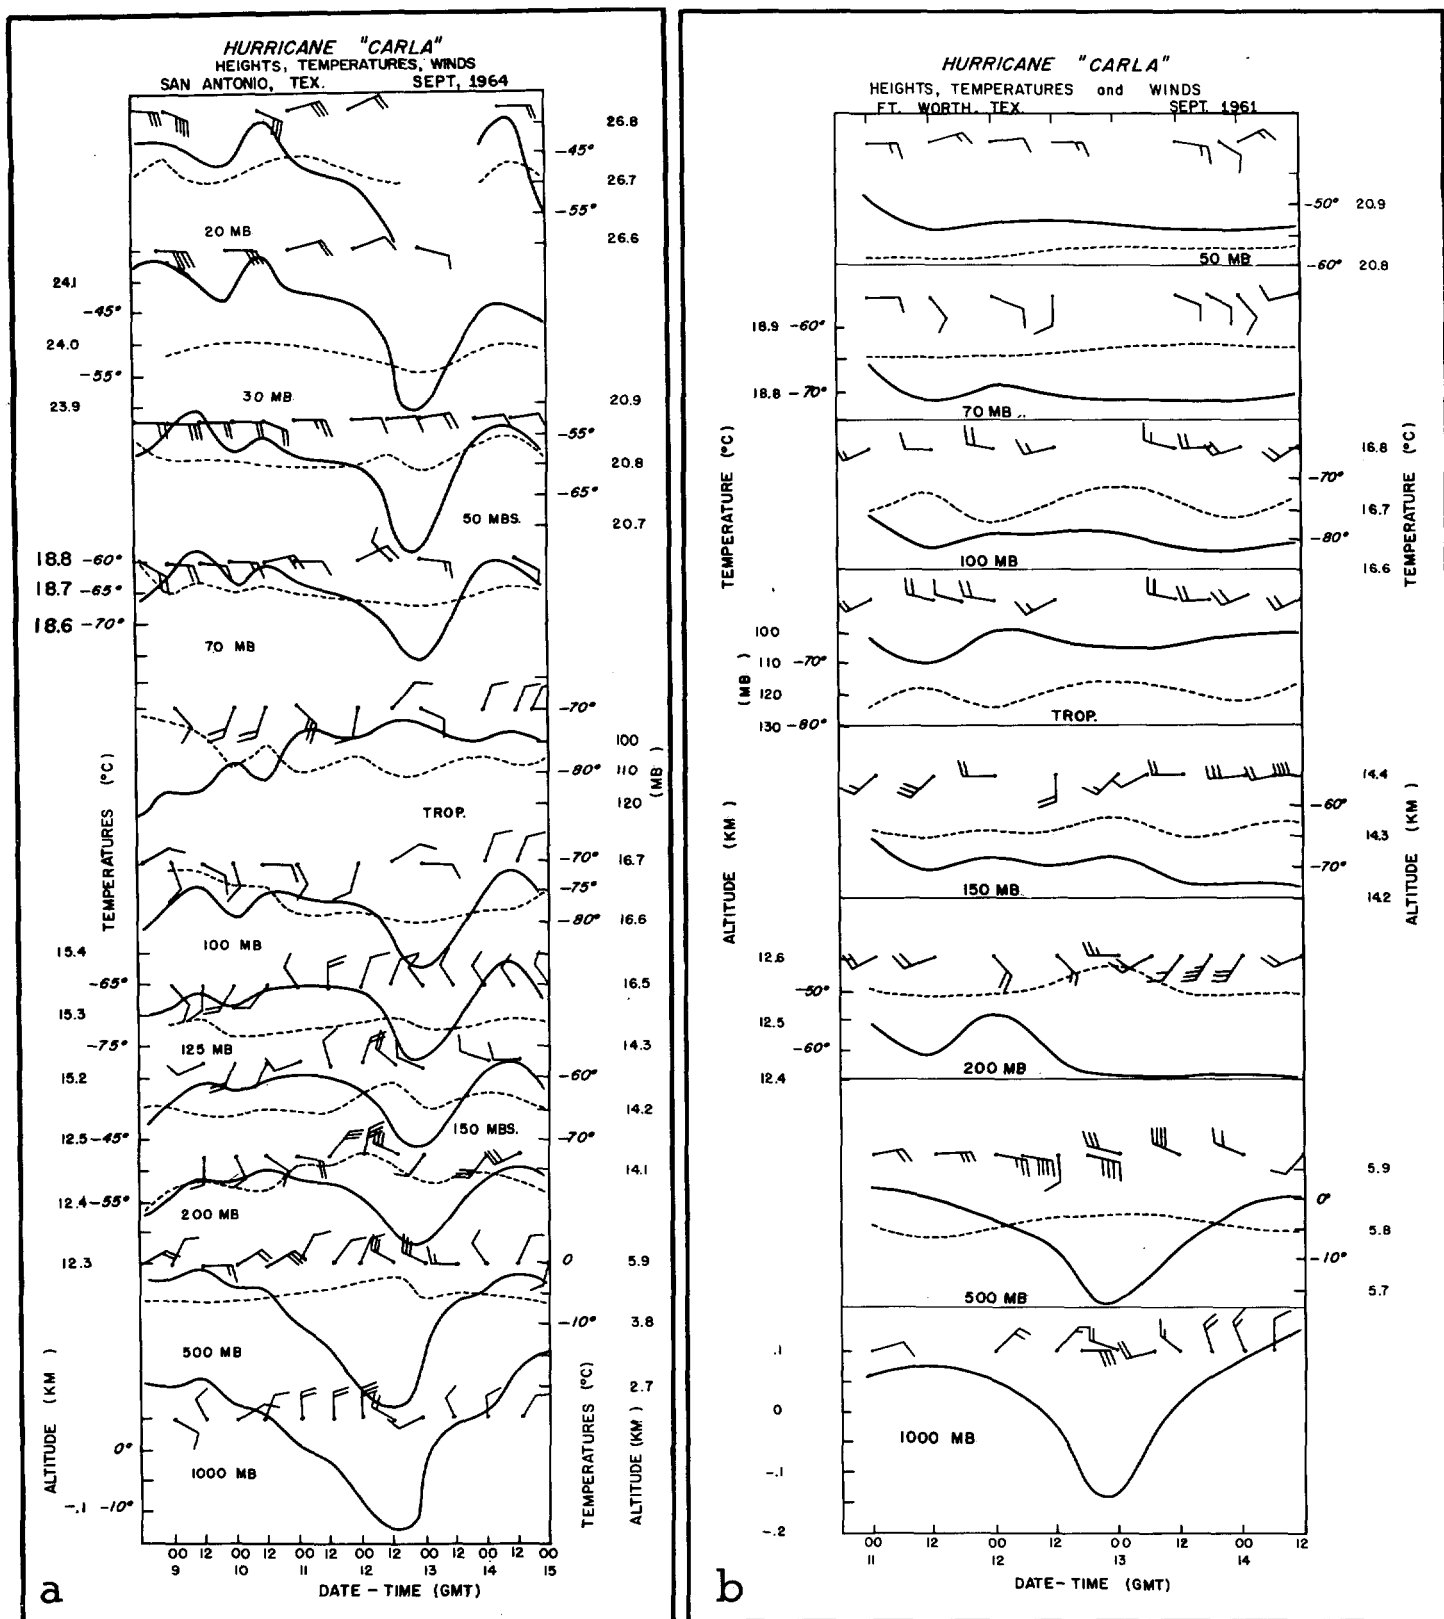 HURRICANE "CARLA"
HEIGHTS, TEMPERATURES, WINDS
SAN ANTONIO, TEX. SEPT, 1964
26.8
-45°
26.7
-55°
20 MB
26.6
24.1
-45°
24.0
-55°
30 MB
23.9
20.9
-55°
20.8
-65°
50 MBS.
20.7
18.8 -60°
18.7 -65°
18.6 -70°
70 MB
-70°
100
-80°
110
120
(MB)
TROP.
TEMPERATURES (°C)
-70° 16.7
-75°
-80° 16.6
100 MB
15.4
-65°
16.5
15.3
125 MB
-75°
14.3
15.2
-60°
14.2
150 MBS.
12.5 -45°
-70°
14.1
12.4 -55°
200 MB
12.3
0 5.9
-10° 3.8
500 MB
2.7
ALTITUDE (KM)
0°
1000 MB
-.1 -10°
TEMPERATURES (°C)
ALTITUDE (KM)
00 12 00 12 00 12 00 12 00 12 00 12 00
9 10 11 12 13 14 15
DATE-TIME (GMT)
a
HURRICANE "CARLA"
HEIGHTS, TEMPERATURES and WINDS
FT. WORTH, TEX. SEPT. 1961
-50° 20.9
50 MB
-60° 20.8
18.9 -60°
18.8 -70°
70 MB
16.8
-70°
16.7
-80°
100 MB
16.6
TEMPERATURE (°C)
TEMPERATURE (°C)
100
110 -70°
120
130 -80°
(MB)
TROP.
14.4
-60°
14.3
-70°
150 MB
14.2
ALTITUDE (KM)
ALTITUDE (KM)
12.6
-50°
12.5
-60°
200 MB
12.4
5.9
0°
5.8
-10°
5.7
500 MB
.1
0
1000 MB
-.1
-.2
00 12 00 12 00 12 00 12
11 12 13 14
DATE-TIME (GMT)
b